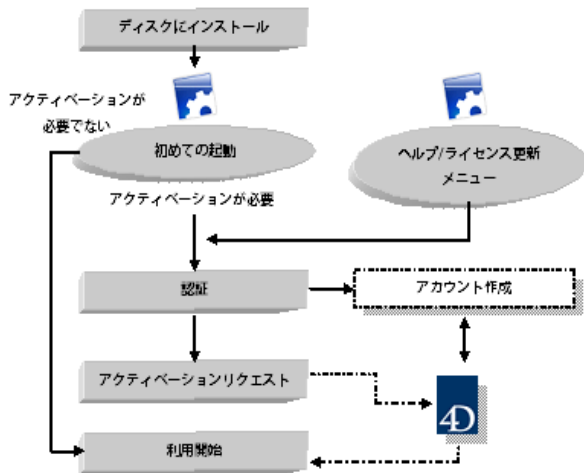 ディスクにインストール
アクティベーションが
必要でない
初めての起動
ヘルプ/ライセンス更新
メニュー
アクティベーションが必要
認証
アカウント作成
アクティベーションリクエスト
4D
利用開始